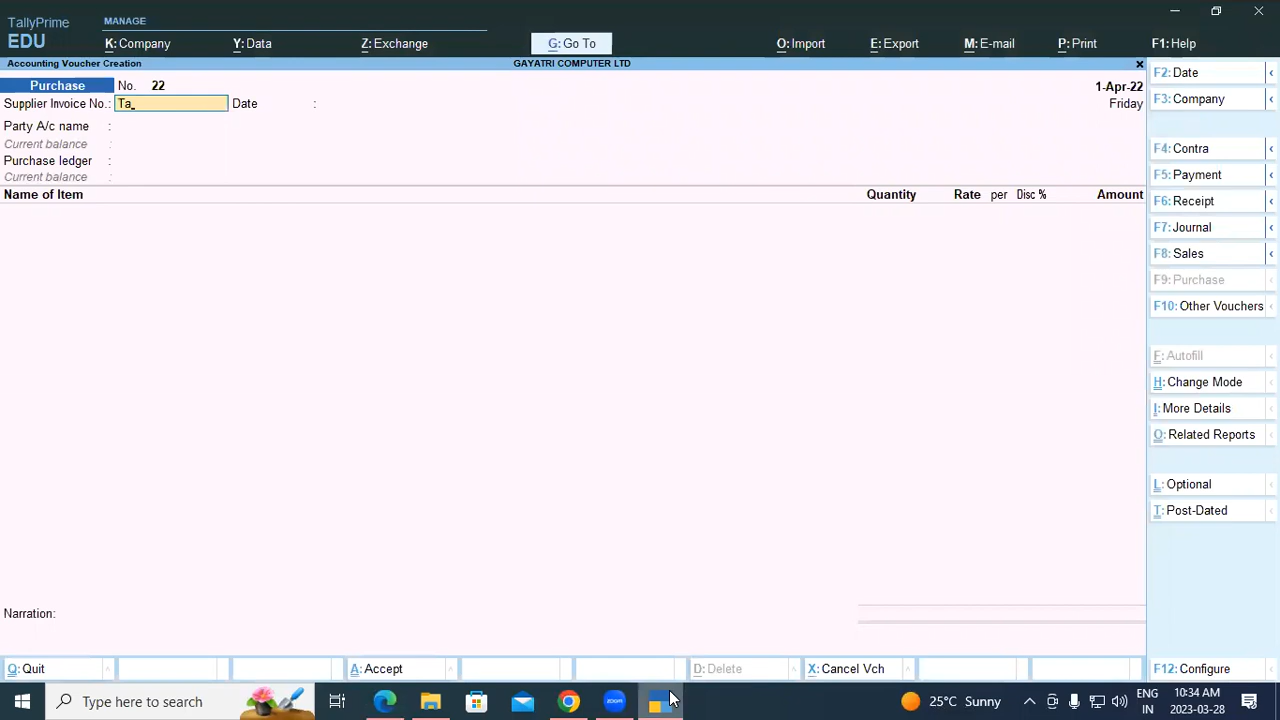 TallyPrime
EDU
MANAGE
K: Company
Y: Data
Z: Exchange
G: Go To
O: Import
E: Export
M: E-mail
P: Print
F1: Help
Accounting Voucher Creation
GAYATRI COMPUTER LTD
Purchase No. 22
1-Apr-22
Supplier Invoice No.: Ta Date :
Friday
Party A/c name :
Current balance :
Purchase ledger :
Current balance :
Name of Item Quantity Rate per Disc % Amount
Narration:
F2: Date
F3: Company
F4: Contra
F5: Payment
F6: Receipt
F7: Journal
F8: Sales
F9: Purchase
F10: Other Vouchers
F: Autofill
H: Change Mode
I: More Details
O: Related Reports
L: Optional
T: Post-Dated
Q: Quit
A: Accept
D: Delete
X: Cancel Vch
F12: Configure
Type here to search
zoom
25°C Sunny
ENG
IN
10:34 AM
2023-03-28